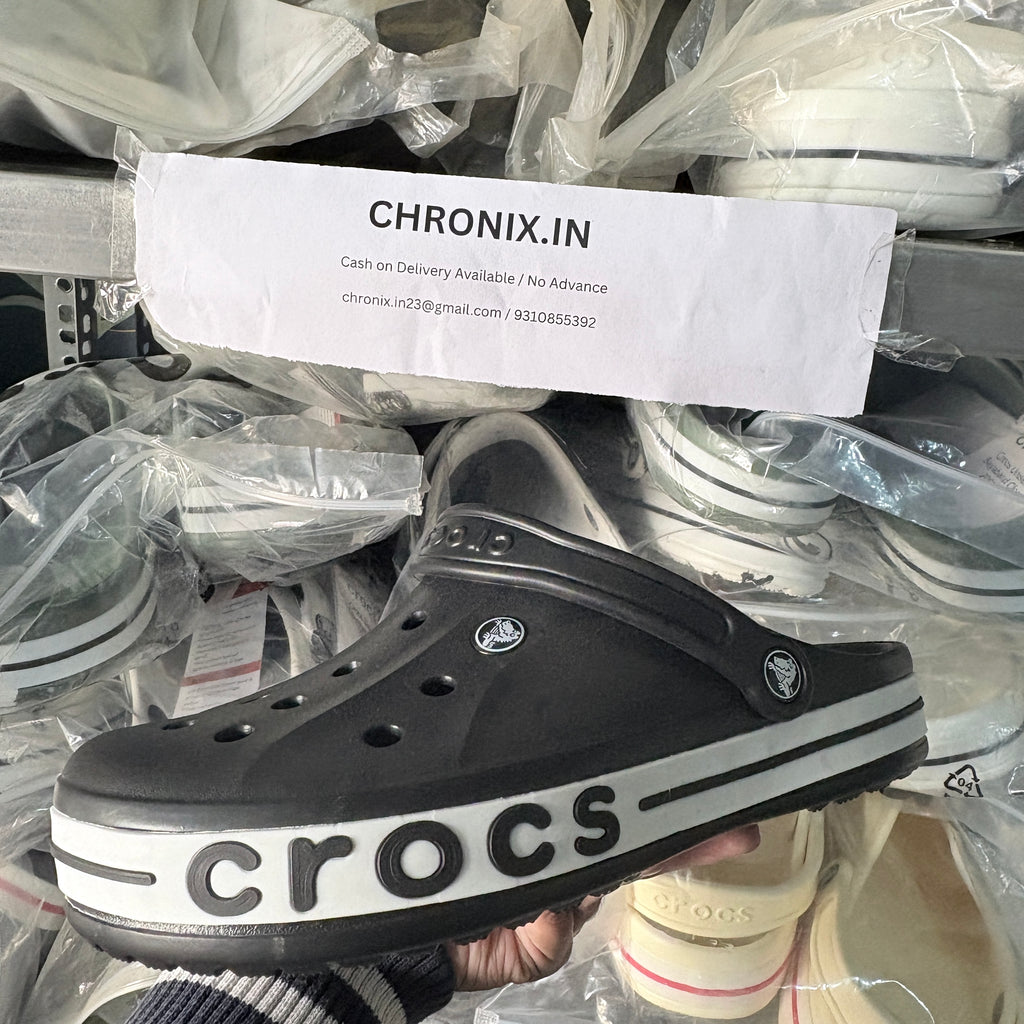 CHRONIX.IN
Cash on Delivery Available / No Advance
chronix.in23@gmail.com / 9310855392
crocs
crocs
crocs